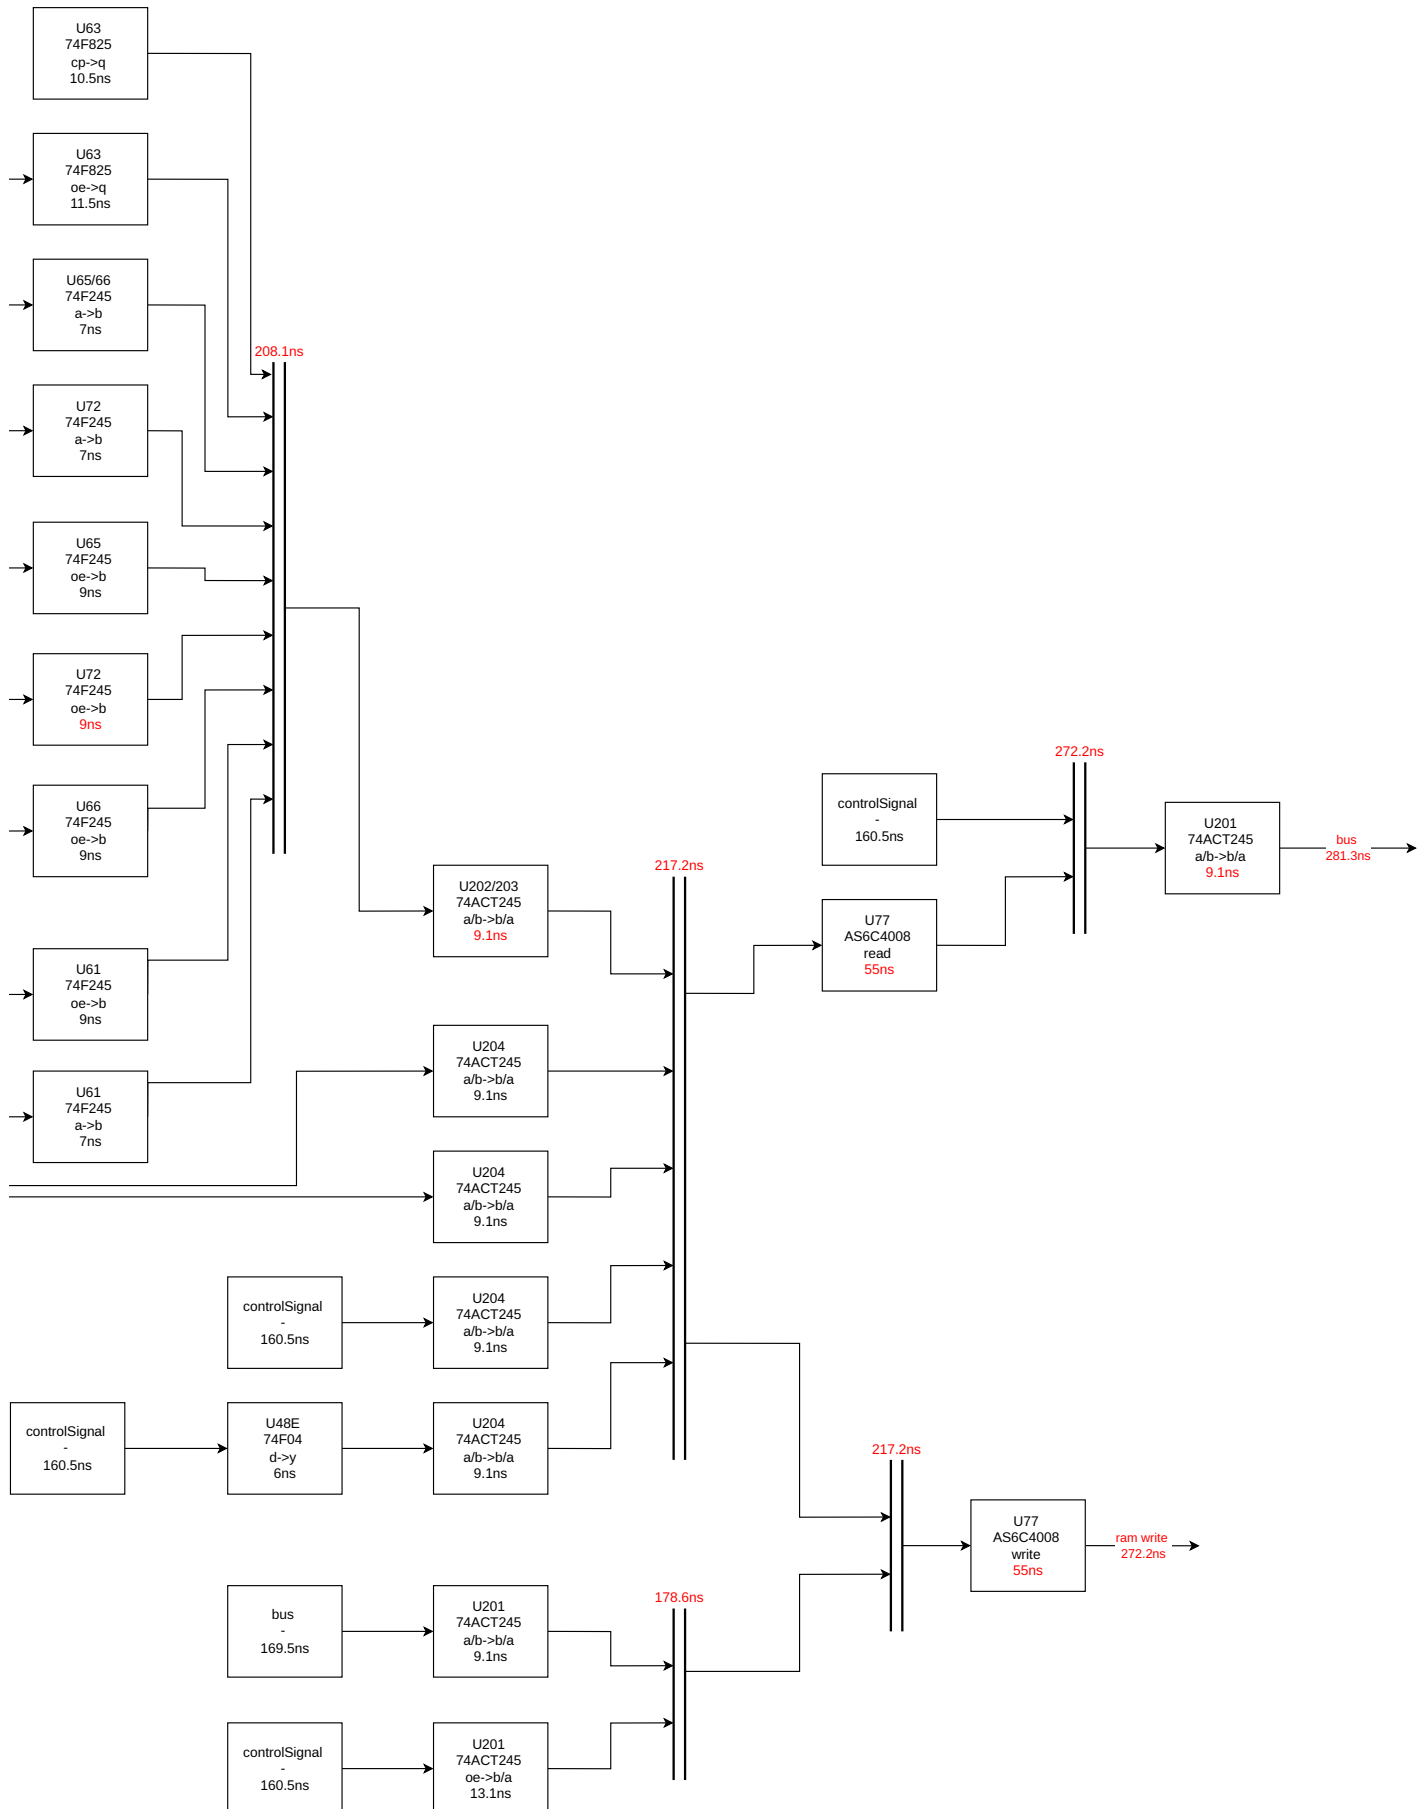 U63
74F825
cp->q
10.5ns
U63
74F825
oe->q
11.5ns
U65/66
74F245
a->b
7ns
208.1ns
U72
74F245
a->b
7ns
U65
74F245
oe->b
9ns
U72
74F245
oe->b
9ns
U66
74F245
oe->b
9ns
U61
74F245
oe->b
9ns
U61
74F245
a->b
7ns
U202/203
74ACT245
a/b->b/a
9.1ns
U204
74ACT245
a/b->b/a
9.1ns
U204
74ACT245
a/b->b/a
9.1ns
controlSignal
-
160.5ns
U204
74ACT245
a/b->b/a
9.1ns
controlSignal
-
160.5ns
U48E
74F04
d->y
6ns
U204
74ACT245
a/b->b/a
9.1ns
217.2ns
controlSignal
-
160.5ns
U77
AS6C4008
read
55ns
272.2ns
U201
74ACT245
a/b->b/a
9.1ns
bus
281.3ns
bus
-
169.5ns
U201
74ACT245
a/b->b/a
9.1ns
controlSignal
-
160.5ns
U201
74ACT245
oe->b/a
13.1ns
178.6ns
217.2ns
U77
AS6C4008
write
55ns
ram write
272.2ns